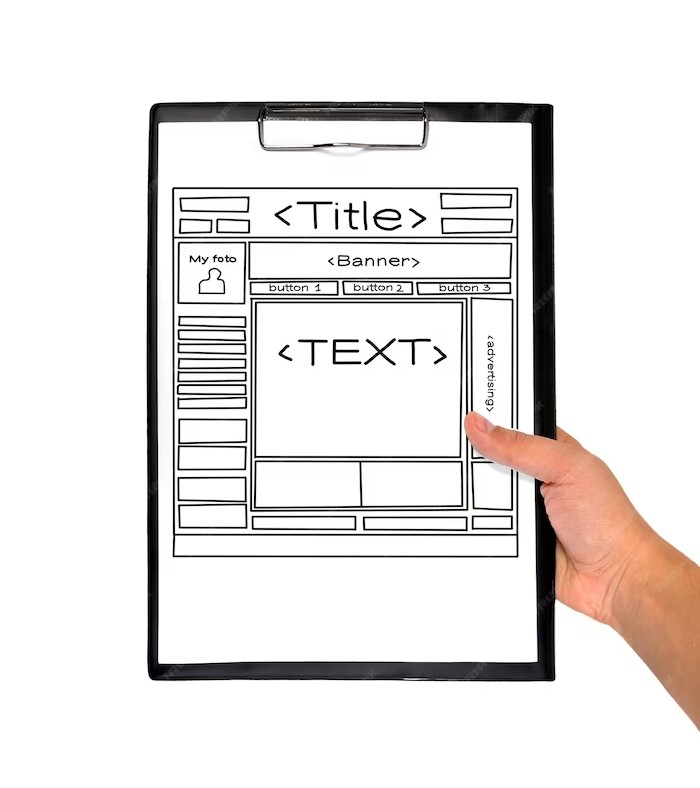 <Title>
My foto
<Banner>
button 1
button 2
button 3
<TEXT>
<advertising>